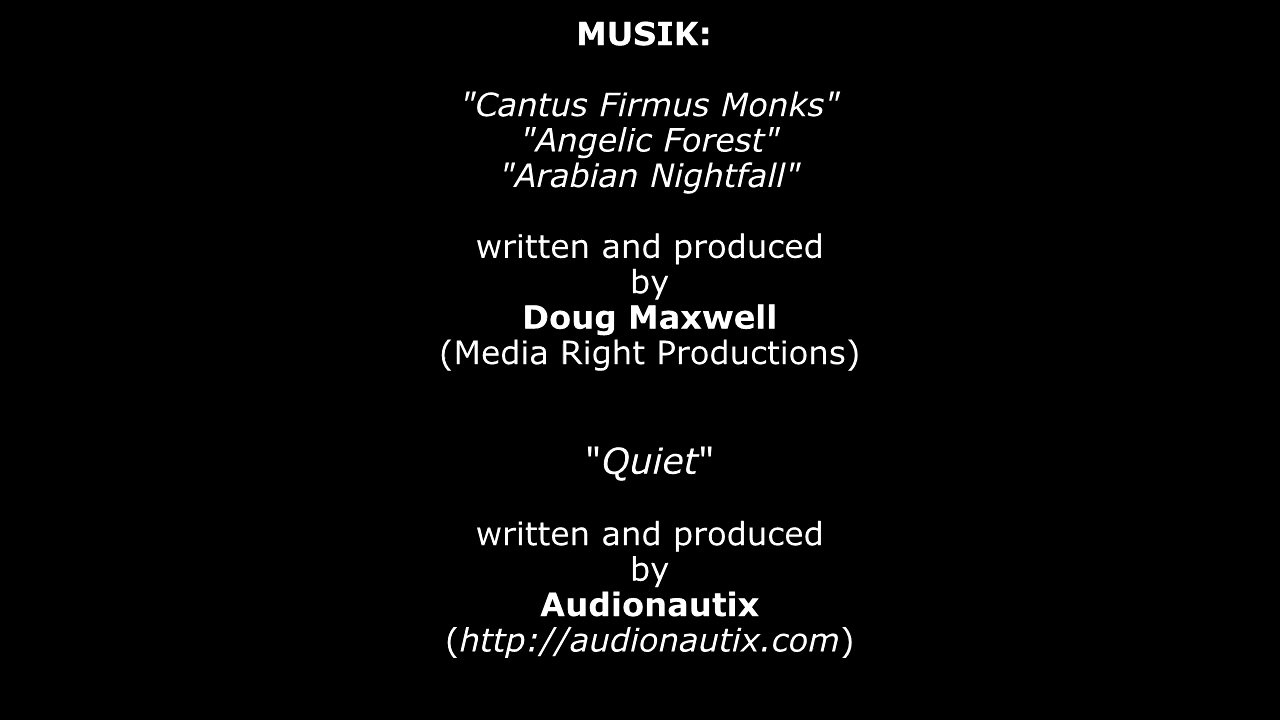 MUSIK:
"Cantus Firmus Monks"
"Angelic Forest"
"Arabian Nightfall"
written and produced
by
Doug Maxwell
(Media Right Productions)
"Quiet"
written and produced
by
Audionautix
(http://audionautix.com)